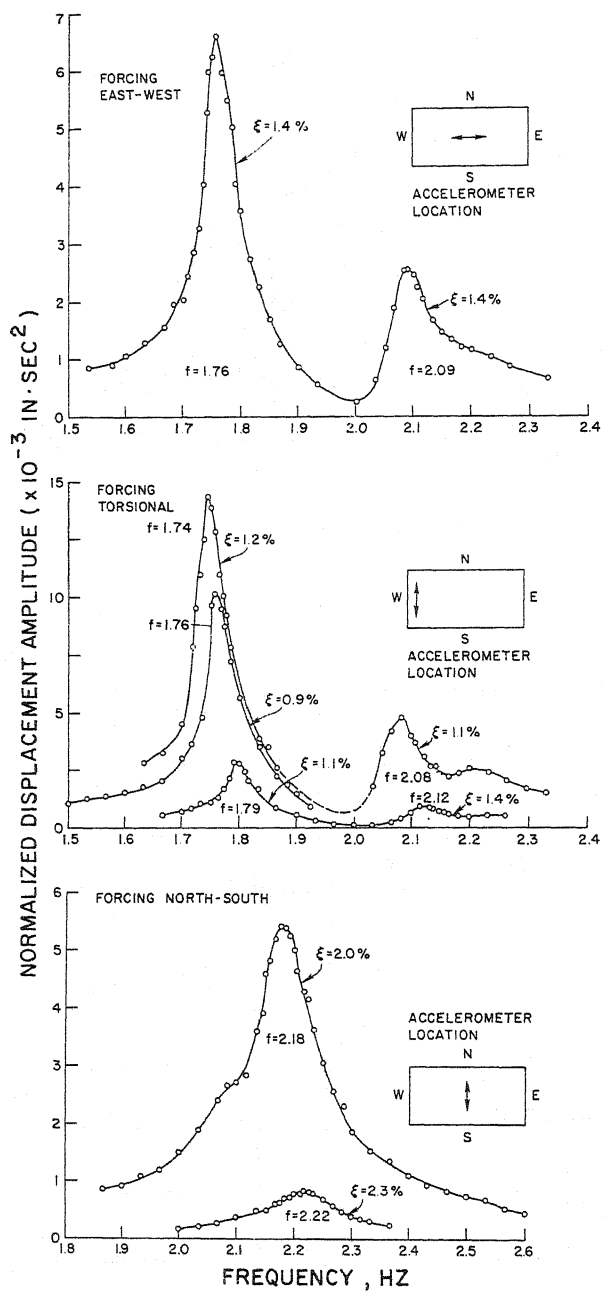 NORMALIZED DISPLACEMENT AMPLITUDE (x10⁻³ IN·SEC²)
7
6
5
4
3
2
1
0
FORCING
EAST-WEST
ξ=1.4%
N
W
E
S
ACCELEROMETER
LOCATION
ξ=1.4%
f=1.76
f=2.09
1.5 1.6 1.7 1.8 1.9 2.0 2.1 2.2 2.3 2.4
15
10
5
0
FORCING
TORSIONAL
f=1.74
ξ=1.2%
f=1.76
N
W
E
S
ACCELEROMETER
LOCATION
ξ=0.9%
ξ=1.1%
ξ=1.1%
f=2.08
f=1.79
f=2.12
ξ=1.4%
1.5 1.6 1.7 1.8 1.9 2.0 2.1 2.2 2.3 2.4
6
5
4
3
2
1
0
FORCING NORTH-SOUTH
ξ=2.0%
f=2.18
ACCELEROMETER
LOCATION
N
W
E
S
ξ=2.3%
f=2.22
1.8 1.9 2.0 2.1 2.2 2.3 2.4 2.5 2.6
FREQUENCY, HZ